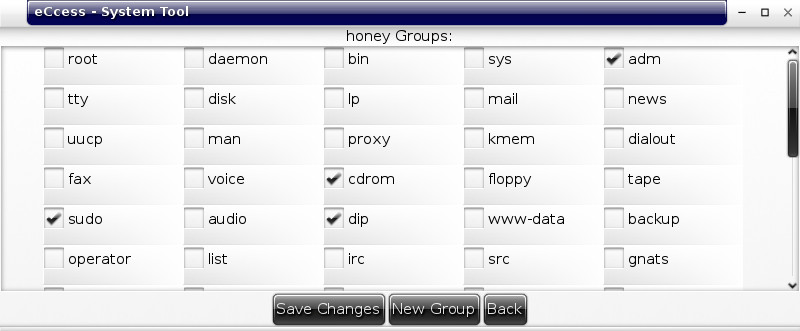 eCcess - System Tool
honey Groups:
root daemon bin sys adm
tty disk lp mail news
uucp man proxy kmem dialout
fax voice cdrom floppy tape
sudo audio dip www-data backup
operator list irc src gnats
Save Changes New Group Back